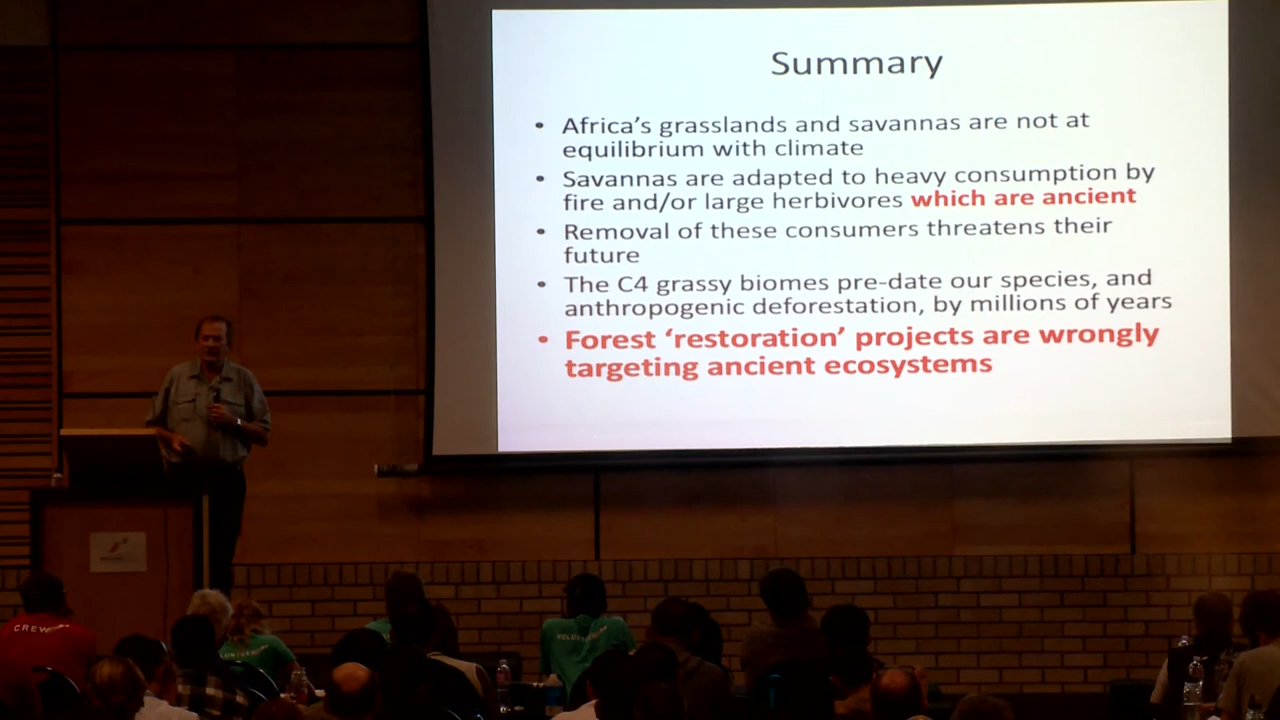 Summary
• Africa's grasslands and savannas are not at
equilibrium with climate
• Savannas are adapted to heavy consumption by
fire and/or large herbivores which are ancient
• Removal of these consumers threatens their
future
• The C4 grassy biomes pre-date our species, and
anthropogenic deforestation, by millions of years
• Forest ‘restoration’ projects are wrongly
targeting ancient ecosystems
CREW